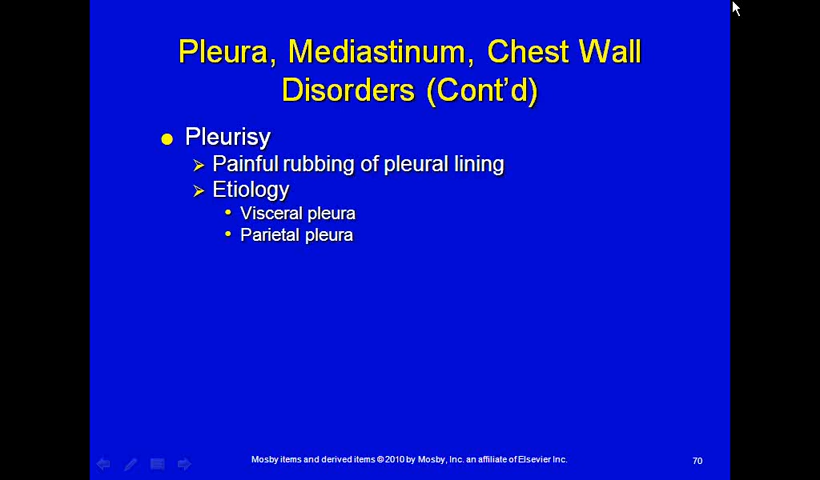 Pleura, Mediastinum, Chest Wall
Disorders (Cont'd)
Pleurisy
Painful rubbing of pleural lining
Etiology
Visceral pleura
Parietal pleura
Mosby items and derived items © 2010 by Mosby, Inc. an affiliate of Elsevier Inc.
70